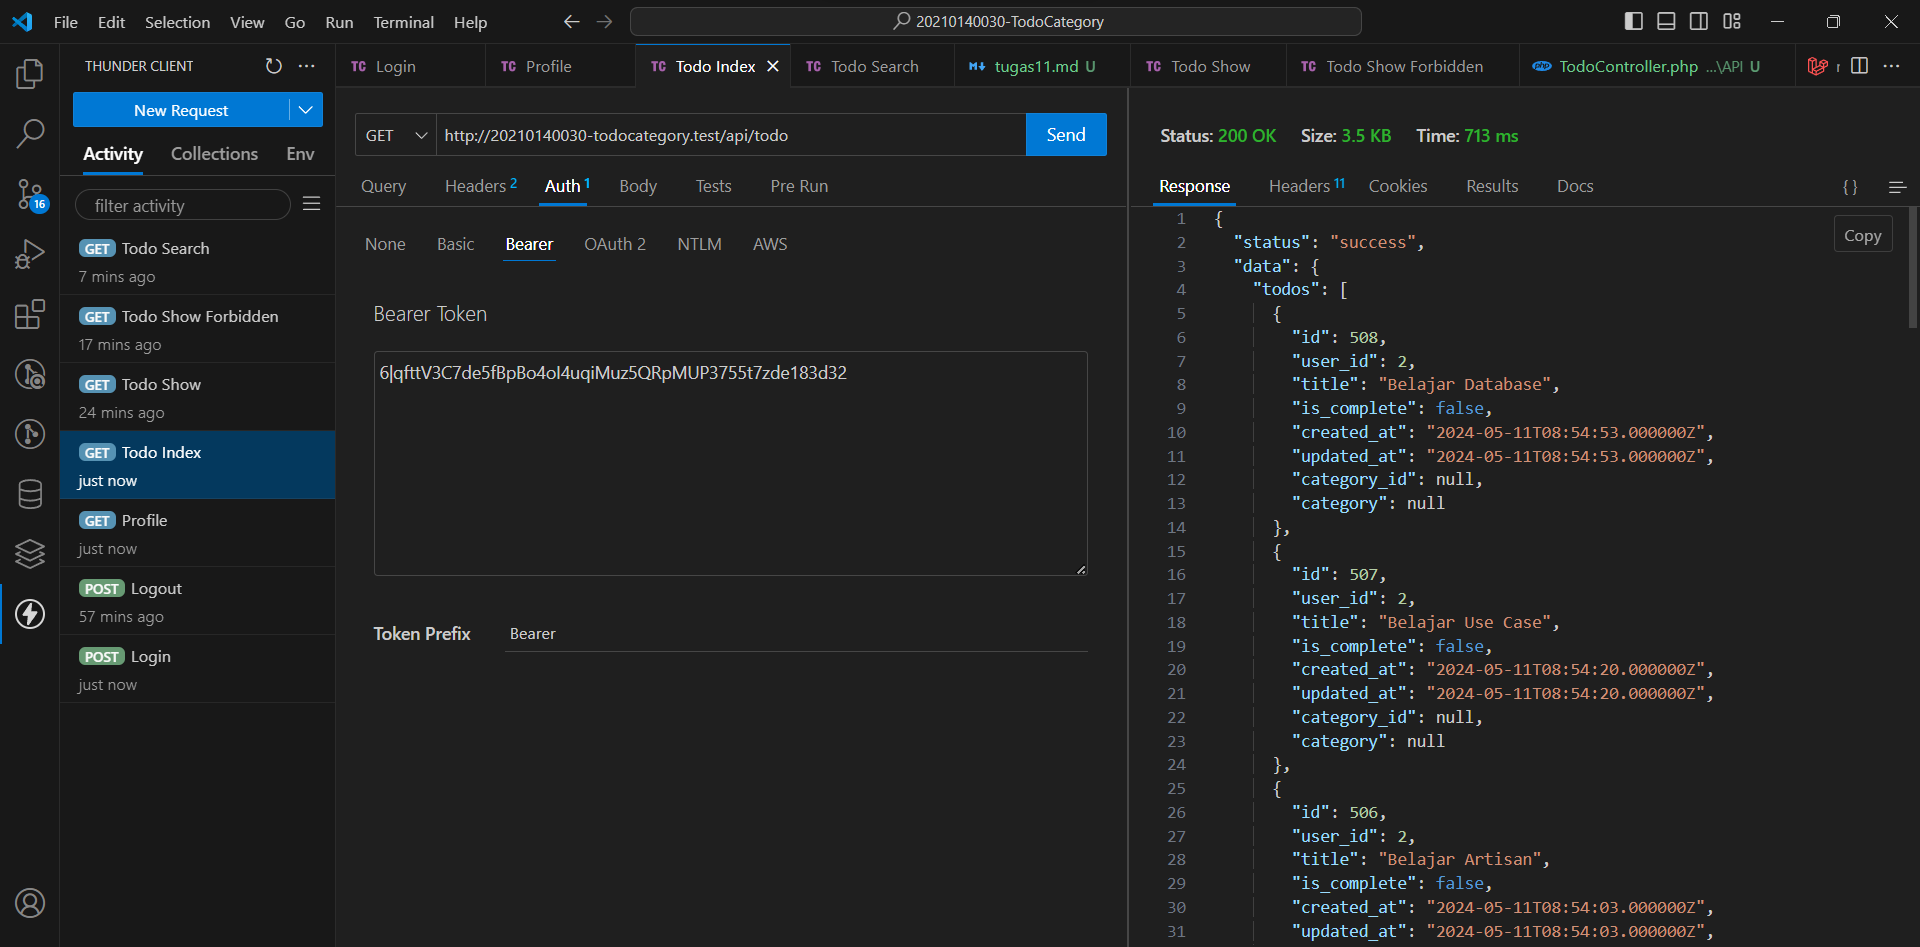 File Edit Selection View Go Run Terminal Help
20210140030-TodoCategory
THUNDER CLIENT
New Request
Activity Collections Env
filter activity
GET Todo Search
7 mins ago
GET Todo Show Forbidden
17 mins ago
GET Todo Show
24 mins ago
GET Todo Index
just now
GET Profile
just now
POST Logout
57 mins ago
POST Login
just now
16
TC Login TC Profile TC Todo Index TC Todo Search tugas11.md U TC Todo Show TC Todo Show Forbidden php TodoController.php ...\API U
GET http://20210140030-todocategory.test/api/todo Send
Query Headers 2 Auth 1 Body Tests Pre Run
None Basic Bearer OAuth 2 NTLM AWS
Bearer Token
6|qfttV3C7de5fBpBo4oI4uqiMuz5QRpMUP3755t7zde183d32
Token Prefix Bearer
Status: 200 OK Size: 3.5 KB Time: 713 ms
Response Headers 11 Cookies Results Docs {}
Copy
1 {
2 "status": "success",
3 "data": {
4 "todos": [
5 {
6 "id": 508,
7 "user_id": 2,
8 "title": "Belajar Database",
9 "is_complete": false,
10 "created_at": "2024-05-11T08:54:53.000000Z",
11 "updated_at": "2024-05-11T08:54:53.000000Z",
12 "category_id": null,
13 "category": null
14 },
15 {
16 "id": 507,
17 "user_id": 2,
18 "title": "Belajar Use Case",
19 "is_complete": false,
20 "created_at": "2024-05-11T08:54:20.000000Z",
21 "updated_at": "2024-05-11T08:54:20.000000Z",
22 "category_id": null,
23 "category": null
24 },
25 {
26 "id": 506,
27 "user_id": 2,
28 "title": "Belajar Artisan",
29 "is_complete": false,
30 "created_at": "2024-05-11T08:54:03.000000Z",
31 "updated_at": "2024-05-11T08:54:03.000000Z",